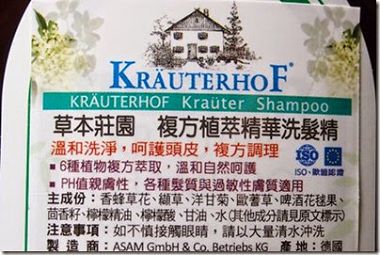 KRÄUTERHOF®
KRÄUTERHOF Kraüter Shampoo
草本莊園 複方植萃精華洗髮精
溫和洗淨，呵護頭皮，複方調理
ISO
■ 6種植物複方萃取，溫和自然呵護
ISO、歐盟認證
■ PH值親膚性，各種髮質與過敏性膚質適用
主成份：香蜂草花、纈草、洋甘菊、歐蓍草、啤酒花毬果、
茴香籽、檸檬精油、檸檬酸、甘油、水(其他成分請見原文標示)
注意事項：如不慎接觸眼睛，請以大量清水沖洗
製造商：ASAM GmbH & Co. Betriebs KG 產地：德國